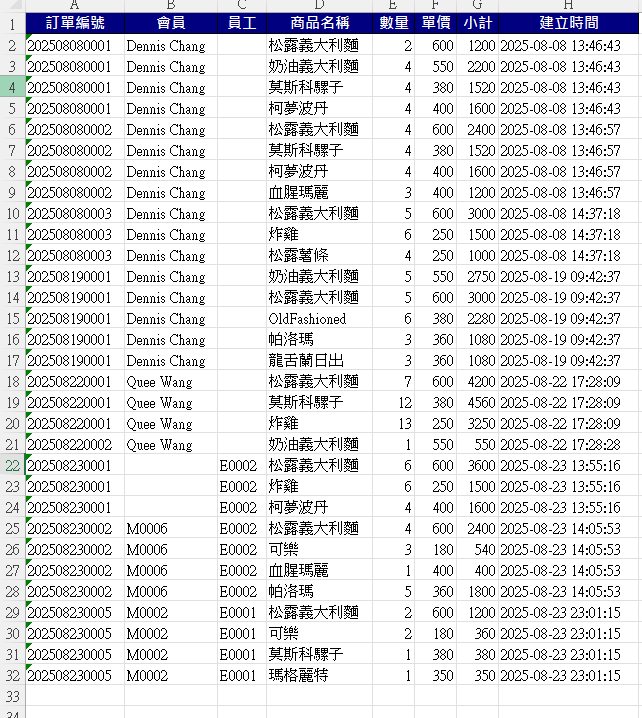 A B C D E F G H
1 訂單編號 會員 員工 商品名稱 數量 單價 小計 建立時間
2 202508080001 Dennis Chang 松露義大利麵 2 600 1200 2025-08-08 13:46:43
3 202508080001 Dennis Chang 奶油義大利麵 4 550 2200 2025-08-08 13:46:43
4 202508080001 Dennis Chang 莫斯科騾子 4 380 1520 2025-08-08 13:46:43
5 202508080001 Dennis Chang 柯夢波丹 4 400 1600 2025-08-08 13:46:43
6 202508080002 Dennis Chang 松露義大利麵 4 600 2400 2025-08-08 13:46:57
7 202508080002 Dennis Chang 莫斯科騾子 4 380 1520 2025-08-08 13:46:57
8 202508080002 Dennis Chang 柯夢波丹 4 400 1600 2025-08-08 13:46:57
9 202508080002 Dennis Chang 血腥瑪麗 3 400 1200 2025-08-08 13:46:57
10 202508080003 Dennis Chang 松露義大利麵 5 600 3000 2025-08-08 14:37:18
11 202508080003 Dennis Chang 炸雞 6 250 1500 2025-08-08 14:37:18
12 202508080003 Dennis Chang 松露薯條 4 250 1000 2025-08-08 14:37:18
13 202508190001 Dennis Chang 奶油義大利麵 5 550 2750 2025-08-19 09:42:37
14 202508190001 Dennis Chang 松露義大利麵 5 600 3000 2025-08-19 09:42:37
15 202508190001 Dennis Chang OldFashioned 6 380 2280 2025-08-19 09:42:37
16 202508190001 Dennis Chang 帕洛瑪 3 360 1080 2025-08-19 09:42:37
17 202508190001 Dennis Chang 龍舌蘭日出 3 360 1080 2025-08-19 09:42:37
18 202508220001 Quee Wang 松露義大利麵 7 600 4200 2025-08-22 17:28:09
19 202508220001 Quee Wang 莫斯科騾子 12 380 4560 2025-08-22 17:28:09
20 202508220001 Quee Wang 炸雞 13 250 3250 2025-08-22 17:28:09
21 202508220002 Quee Wang 奶油義大利麵 1 550 550 2025-08-22 17:28:28
22 202508230001 E0002 松露義大利麵 6 600 3600 2025-08-23 13:55:16
23 202508230001 E0002 炸雞 6 250 1500 2025-08-23 13:55:16
24 202508230001 E0002 柯夢波丹 4 400 1600 2025-08-23 13:55:16
25 202508230002 M0006 E0002 松露義大利麵 4 600 2400 2025-08-23 14:05:53
26 202508230002 M0006 E0002 可樂 3 180 540 2025-08-23 14:05:53
27 202508230002 M0006 E0002 血腥瑪麗 1 400 400 2025-08-23 14:05:53
28 202508230002 M0006 E0002 帕洛瑪 5 360 1800 2025-08-23 14:05:53
29 202508230005 M0002 E0001 松露義大利麵 2 600 1200 2025-08-23 23:01:15
30 202508230005 M0002 E0001 可樂 2 180 360 2025-08-23 23:01:15
31 202508230005 M0002 E0001 莫斯科騾子 1 380 380 2025-08-23 23:01:15
32 202508230005 M0002 E0001 瑪格麗特 1 350 350 2025-08-23 23:01:15
33
34